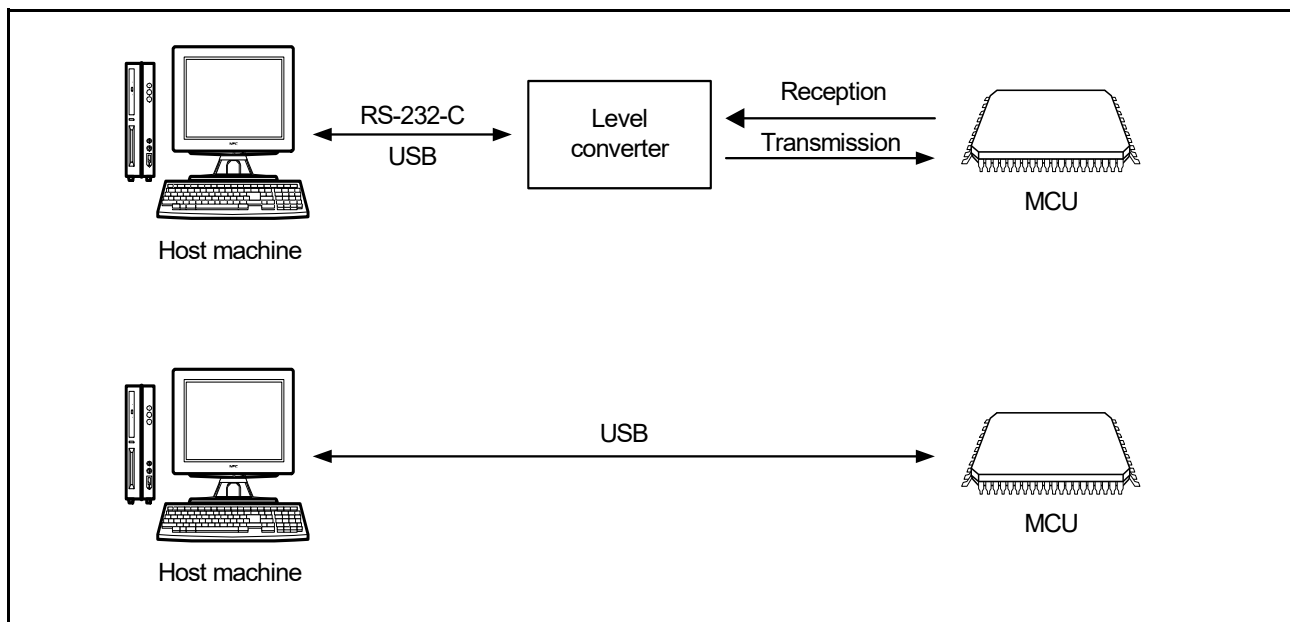 RS-232-C
USB
Level
converter
Reception
Transmission
MCU
Host machine
USB
MCU
Host machine